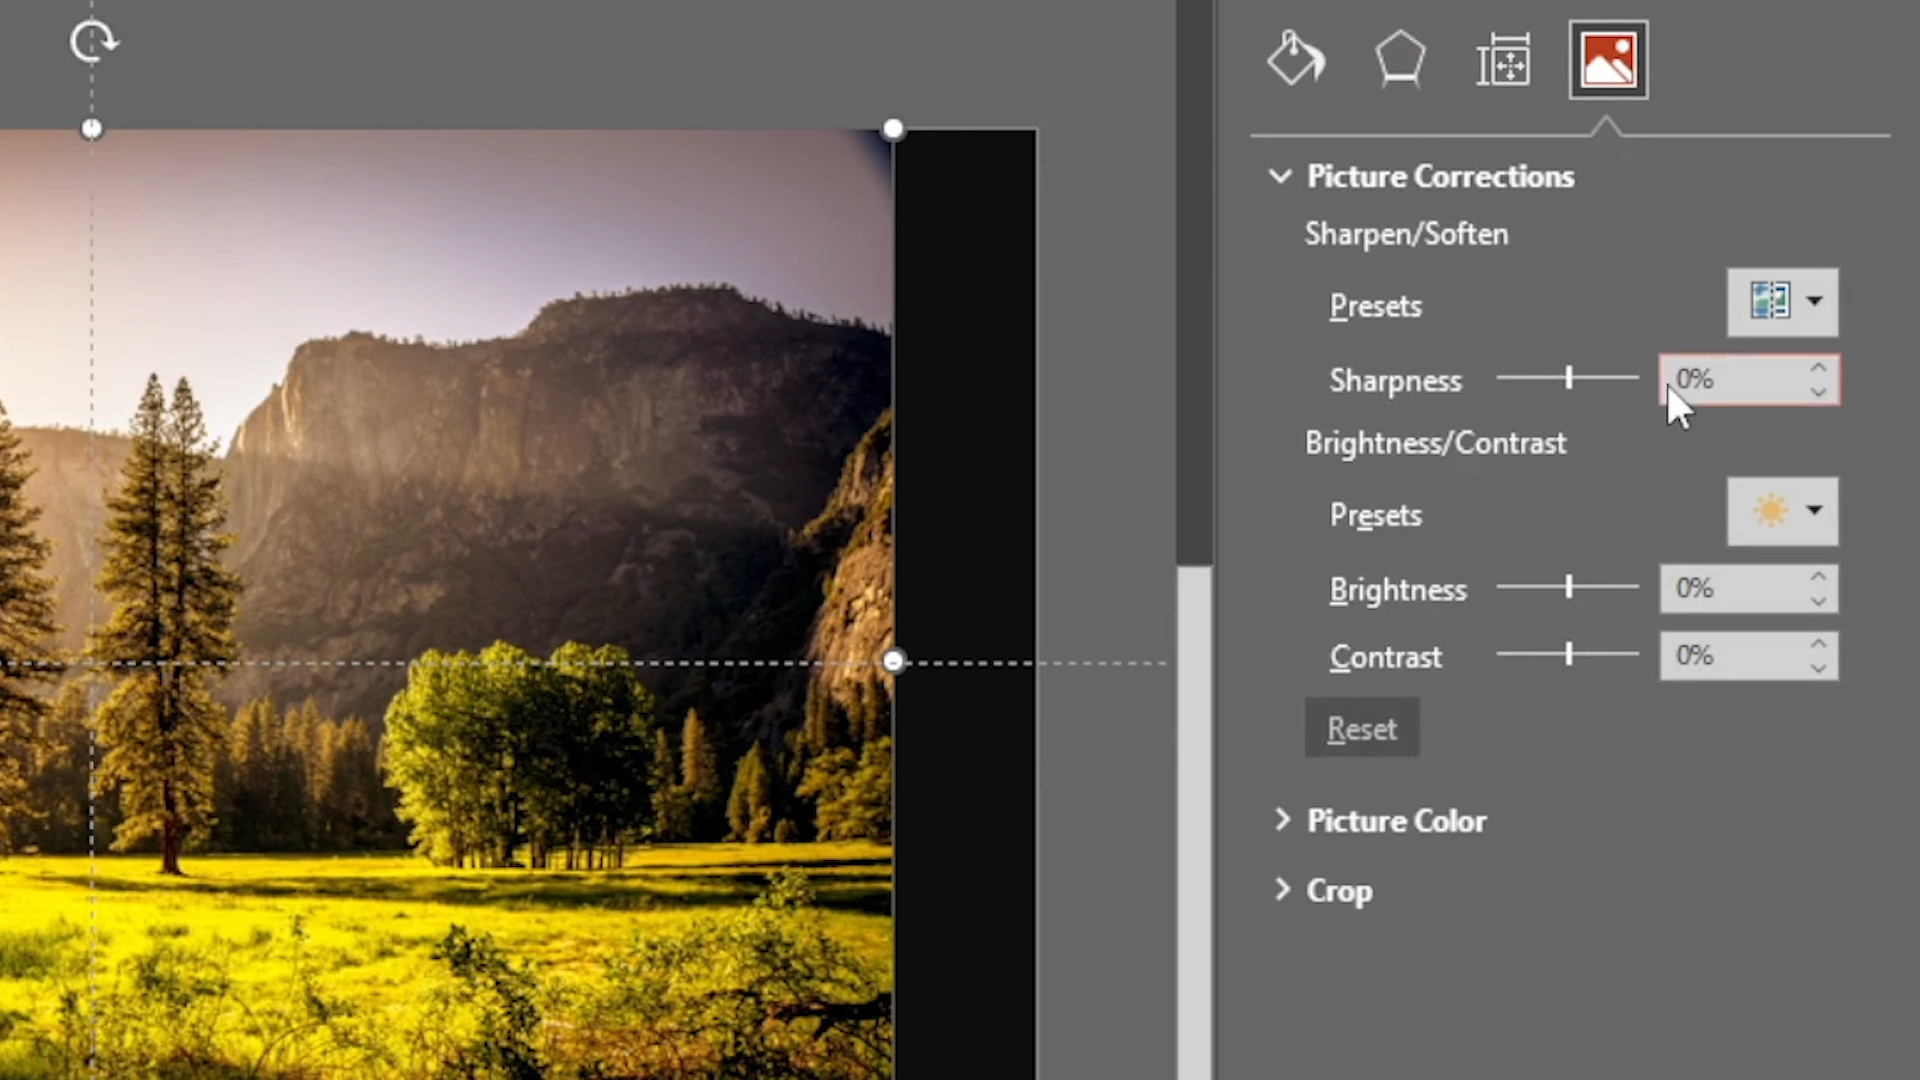 Picture Corrections
Sharpen/Soften
Presets
Sharpness 0%
Brightness/Contrast
Presets
Brightness 0%
Contrast 0%
Reset
Picture Color
Crop